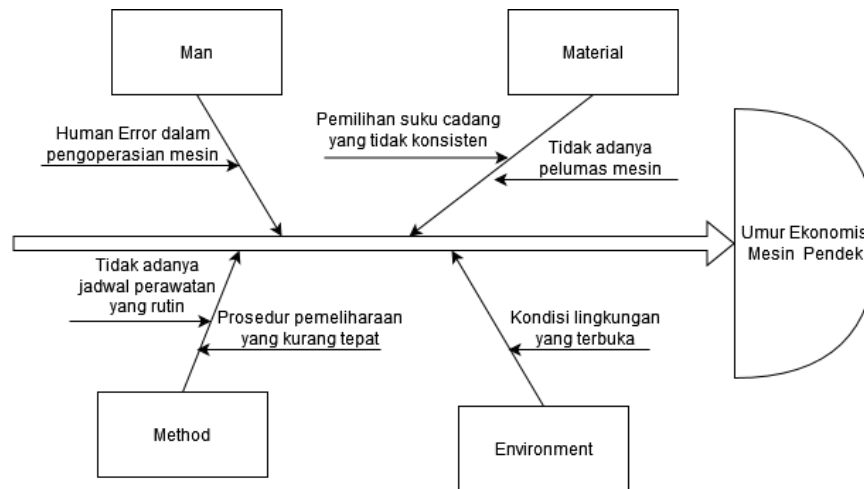 Man
Material
Human Error dalam
pengoperasian mesin
Pemilihan suku cadang
yang tidak konsisten
Tidak adanya
pelumas mesin
Umur Ekonomis
Mesin Pendek
Tidak adanya
jadwal perawatan
yang rutin
Prosedur pemeliharaan
yang kurang tepat
Kondisi lingkungan
yang terbuka
Method
Environment